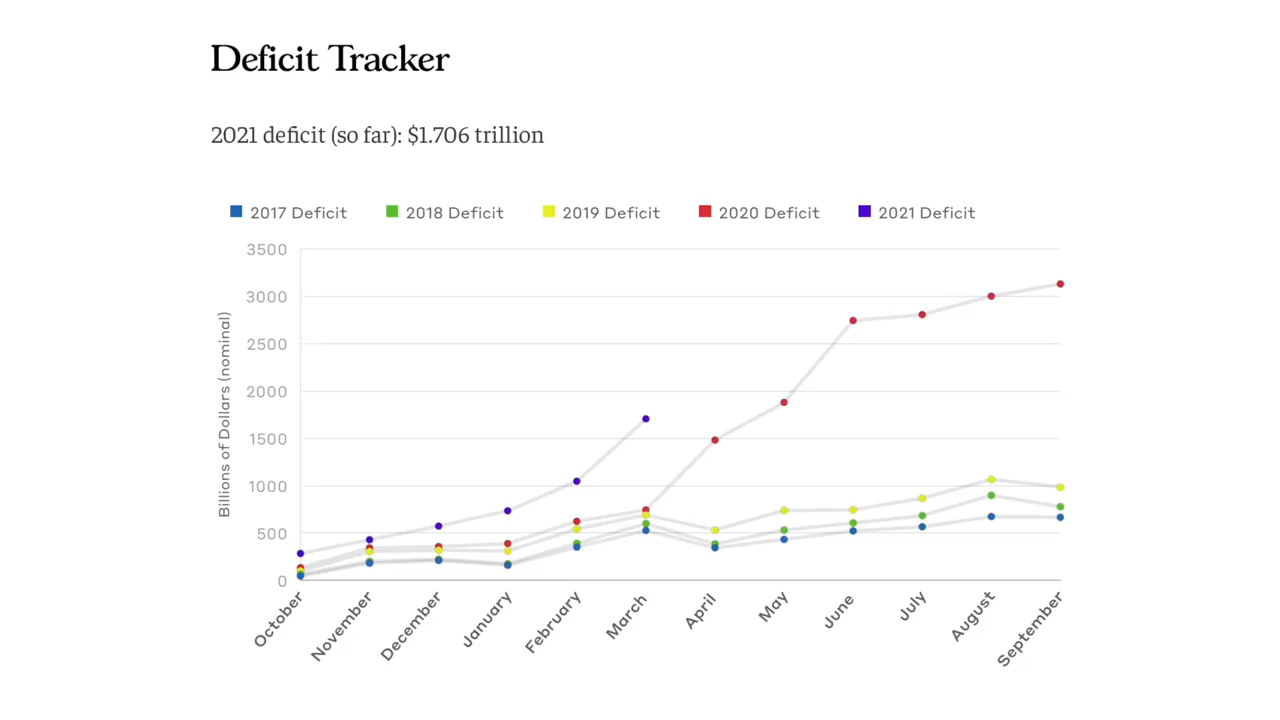 Deficit Tracker
2021 deficit (so far): $1.706 trillion
2017 Deficit 2018 Deficit 2019 Deficit 2020 Deficit 2021 Deficit
Billions of Dollars (nominal)
3500
3000
2500
2000
1500
1000
500
0
October November December January February March April May June July August September